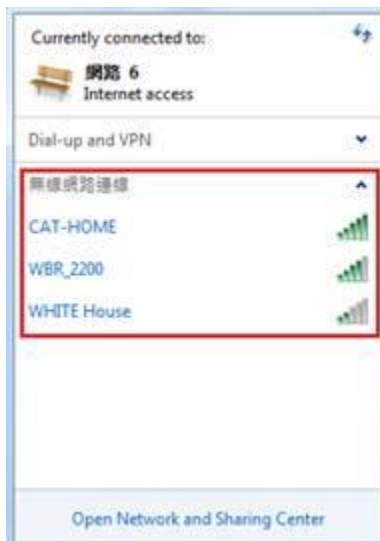 Currently connected to:
網路 6
Internet access
Dial-up and VPN
無線網路連線
CAT-HOME
WBR_2200
WHITE House
Open Network and Sharing Center